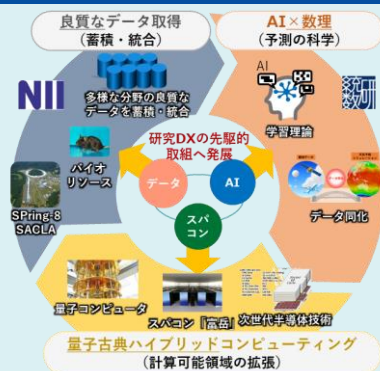 良質なデータ取得
(蓄積・統合)
AI×数理
(予測の科学)
NII
多様な分野の良質な
データを蓄積・統合
AI
統数研
学習理論
研究DXの先駆的
取組へ発展
バイオ
リソース
データ
AI
スパ
コン
SPring-8
SACLA
データ同化
量子コンピュータ
スパコン『富岳』
次世代半導体技術
量子古典ハイブリッドコンピューティング
(計算可能領域の拡張)